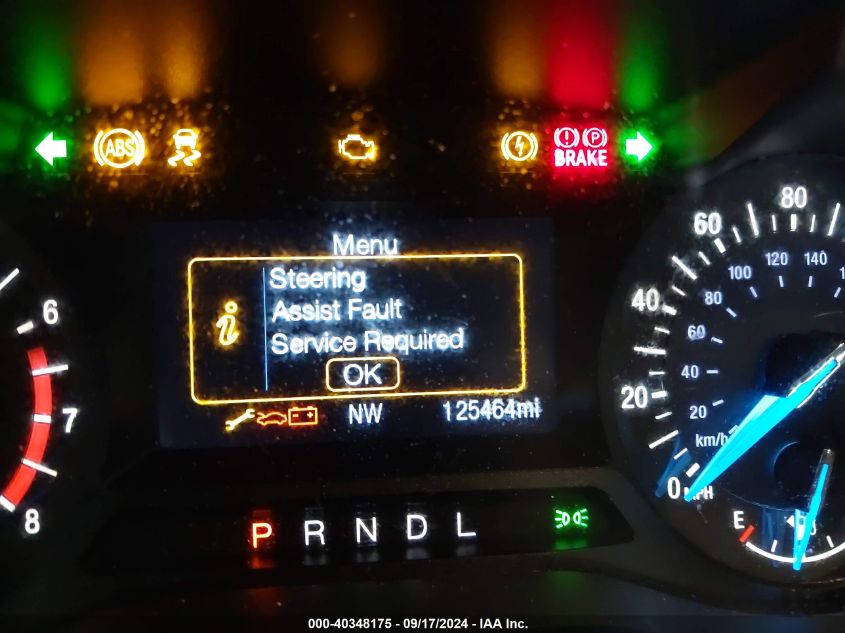 ABS
P
BRAKE
Menu
Steering
Assist Fault
Service Required
OK
NW 125464mi
6
7
8
80
60
40
20
0 MPH
140
120
100
80
60
40
20
km/h
E
P R N D L
000-40348175 - 09/17/2024 - IAA Inc.